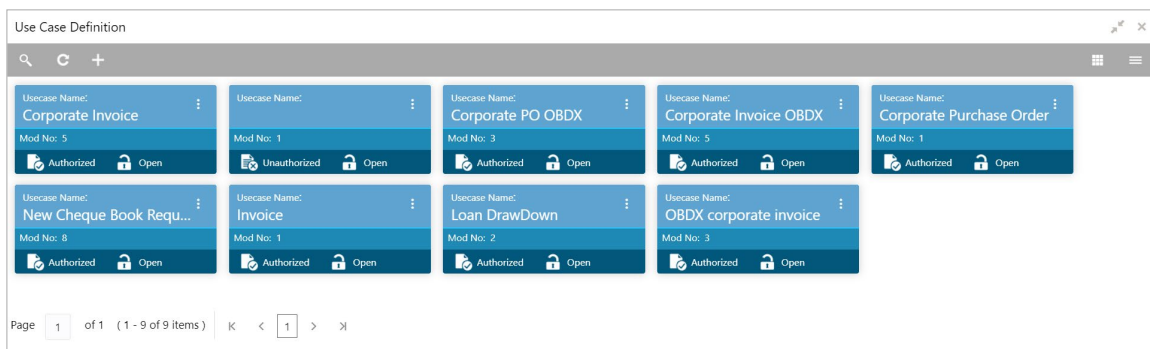 Use Case Definition
Usecase Name:
Corporate Invoice
Mod No: 5
Authorized Open
Usecase Name:
Mod No: 1
Unauthorized Open
Usecase Name:
Corporate PO OBDX
Mod No: 3
Authorized Open
Usecase Name:
Corporate Invoice OBDX
Mod No: 5
Authorized Open
Usecase Name:
Corporate Purchase Order
Mod No: 1
Authorized Open
Usecase Name:
New Cheque Book Requ...
Mod No: 8
Authorized Open
Usecase Name:
Invoice
Mod No: 1
Authorized Open
Usecase Name:
Loan DrawDown
Mod No: 2
Authorized Open
Usecase Name:
OBDX corporate invoice
Mod No: 3
Authorized Open
Page 1 of 1 (1 - 9 of 9 items) 1